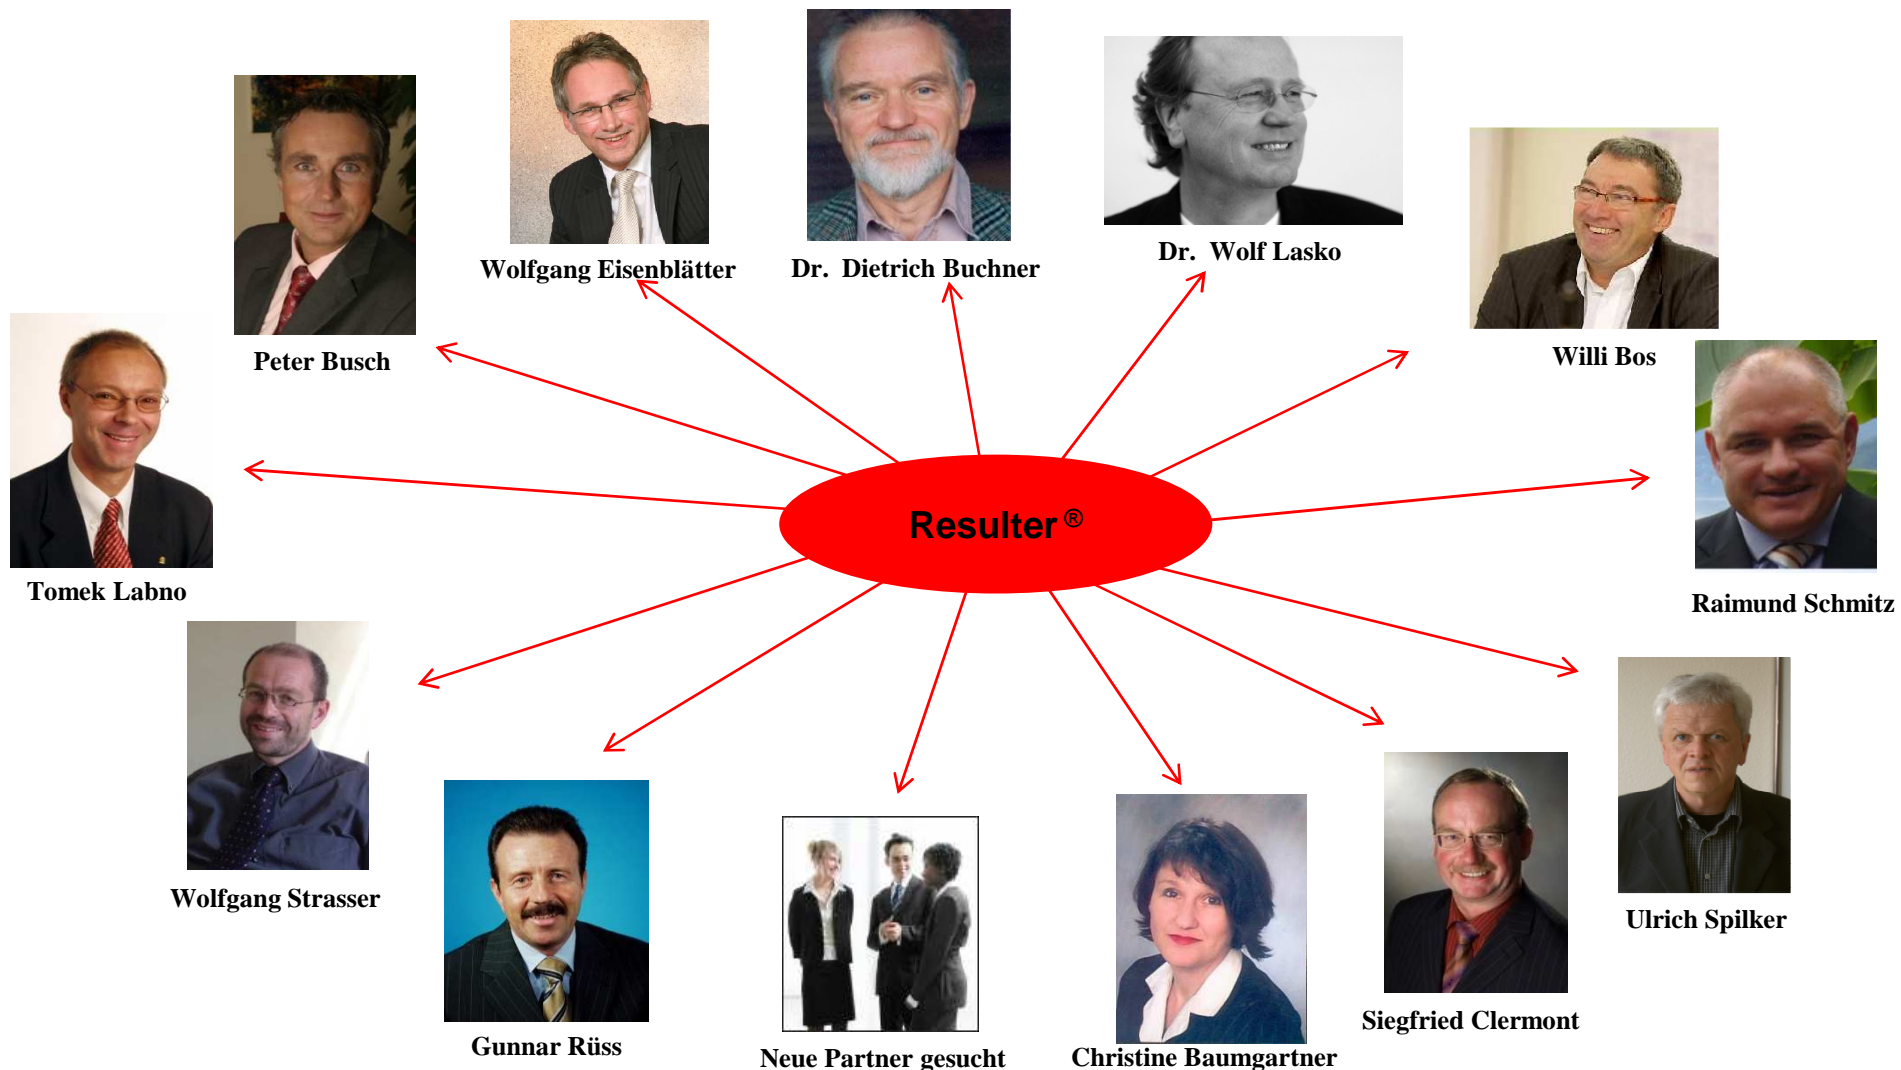 Wolfgang Eisenblätter
Dr. Dietrich Buchner
Dr. Wolf Lasko
Peter Busch
Willi Bos
Resulter ®
Tomek Labno
Raimund Schmitz
Wolfgang Strasser
Ulrich Spilker
Gunnar Rüss
Neue Partner gesucht
Christine Baumgartner
Siegfried Clermont